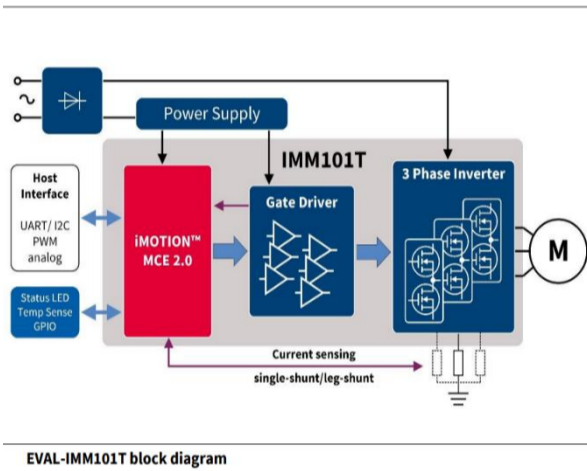 Power Supply
IMM101T
Host
Interface
UART/ I2C
PWM
analog
iMOTION™
MCE 2.0
Gate Driver
3 Phase Inverter
M
Status LED
Temp Sense
GPIO
Current sensing
single-shunt/leg-shunt
EVAL-IMM101T block diagram